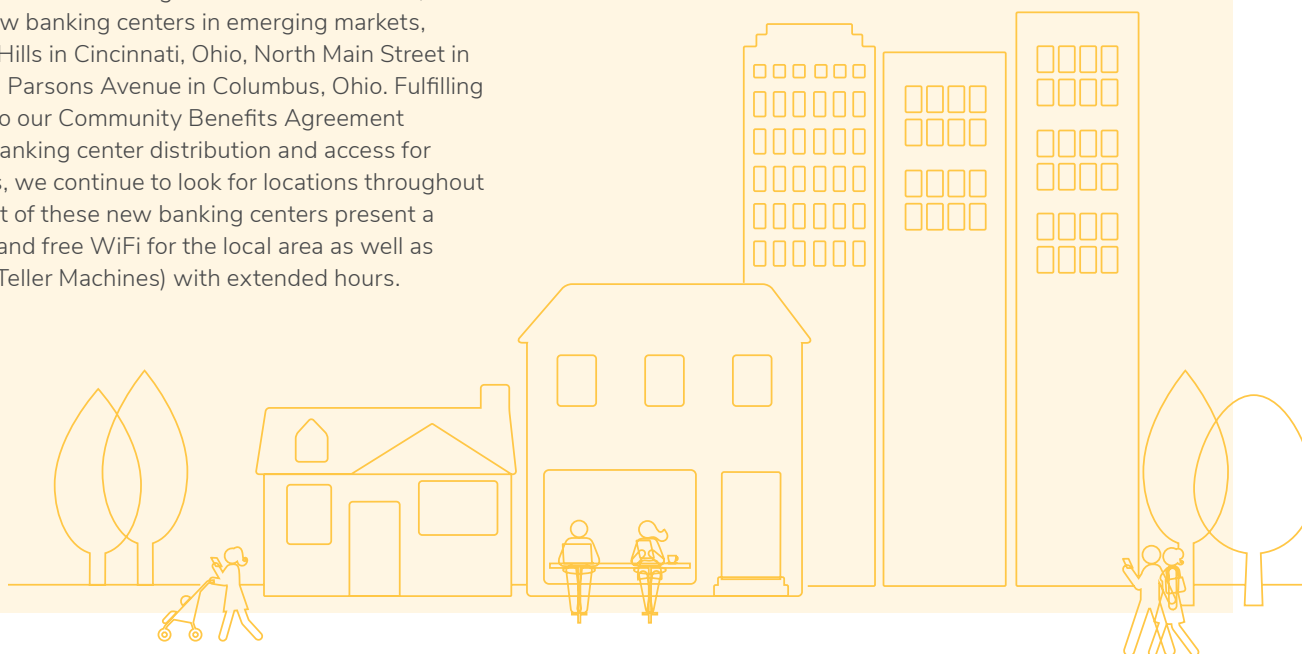 w banking centers in emerging markets,
Hills in Cincinnati, Ohio, North Main Street in
Parsons Avenue in Columbus, Ohio. Fulfilling
o our Community Benefits Agreement
anking center distribution and access for
s, we continue to look for locations throughout
t of these new banking centers present a
and free WiFi for the local area as well as
Teller Machines) with extended hours.